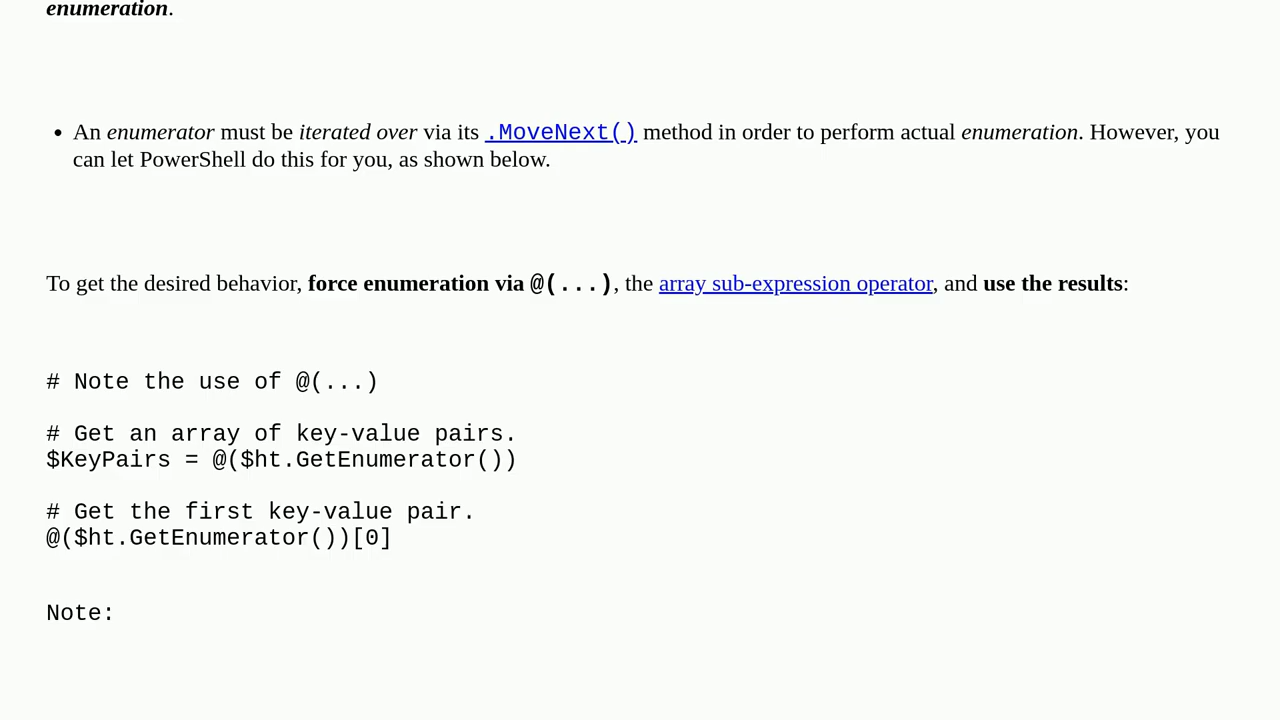 enumeration.
• An enumerator must be iterated over via its .MoveNext() method in order to perform actual enumeration. However, you
can let PowerShell do this for you, as shown below.
To get the desired behavior, force enumeration via @(...), the array sub-expression operator, and use the results:
# Note the use of @(...)
# Get an array of key-value pairs.
$KeyPairs = @($ht.GetEnumerator())
# Get the first key-value pair.
@($ht.GetEnumerator())[0]
Note: